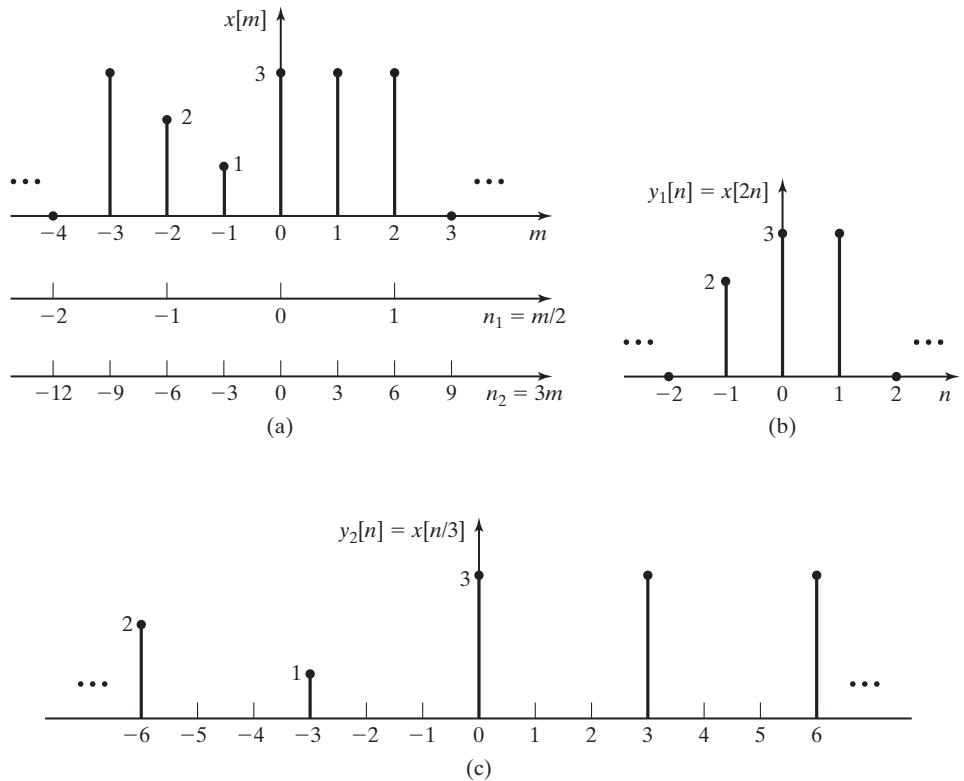 x[m]
3
2
1
−4 −3 −2 −1 0 1 2 3 m
−2 −1 0 1 n₁ = m/2
−12 −9 −6 −3 0 3 6 9 n₂ = 3m
(a)
y₁[n] = x[2n]
3
2
−2 −1 0 1 2 n
(b)
y₂[n] = x[n/3]
3
2
1
−6 −5 −3 −2 −1 0 1 2 3 4 5 6
(c)